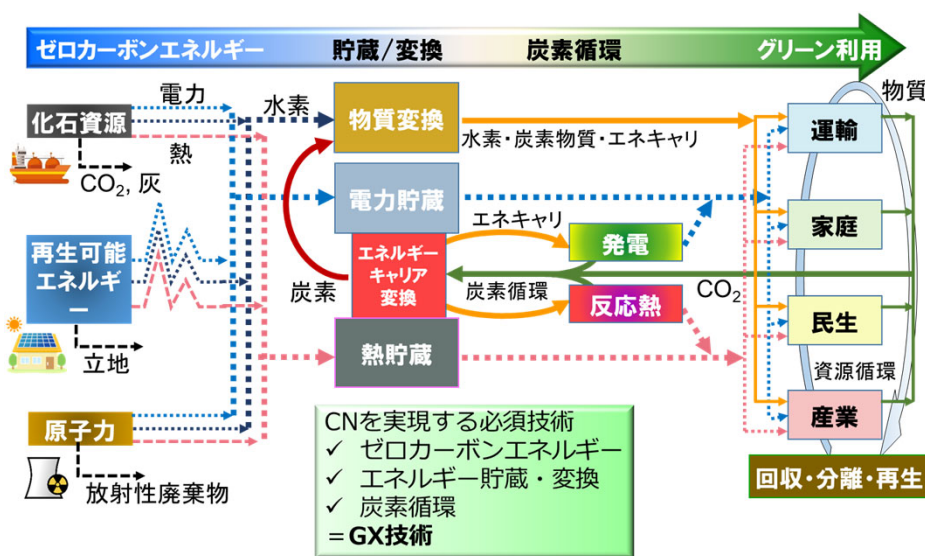 ゼロカーボンエネルギー
貯蔵/変換
炭素循環
グリーン利用
電力
水素
物質
化石資源
熱
CO2, 灰
物質変換
水素・炭素物質・エネキャリ
運輸
電力貯蔵
エネキャリ
発電
家庭
再生可能
エネルギ
ー
エネルギー
キャリア
変換
炭素
炭素循環
CO2
反応熱
立地
熱貯蔵
民生
資源循環
原子力
放射性廃棄物
産業
回収・分離・再生
CNを実現する必須技術
✓ ゼロカーボンエネルギー
✓ エネルギー貯蔵・変換
✓ 炭素循環
=GX技術